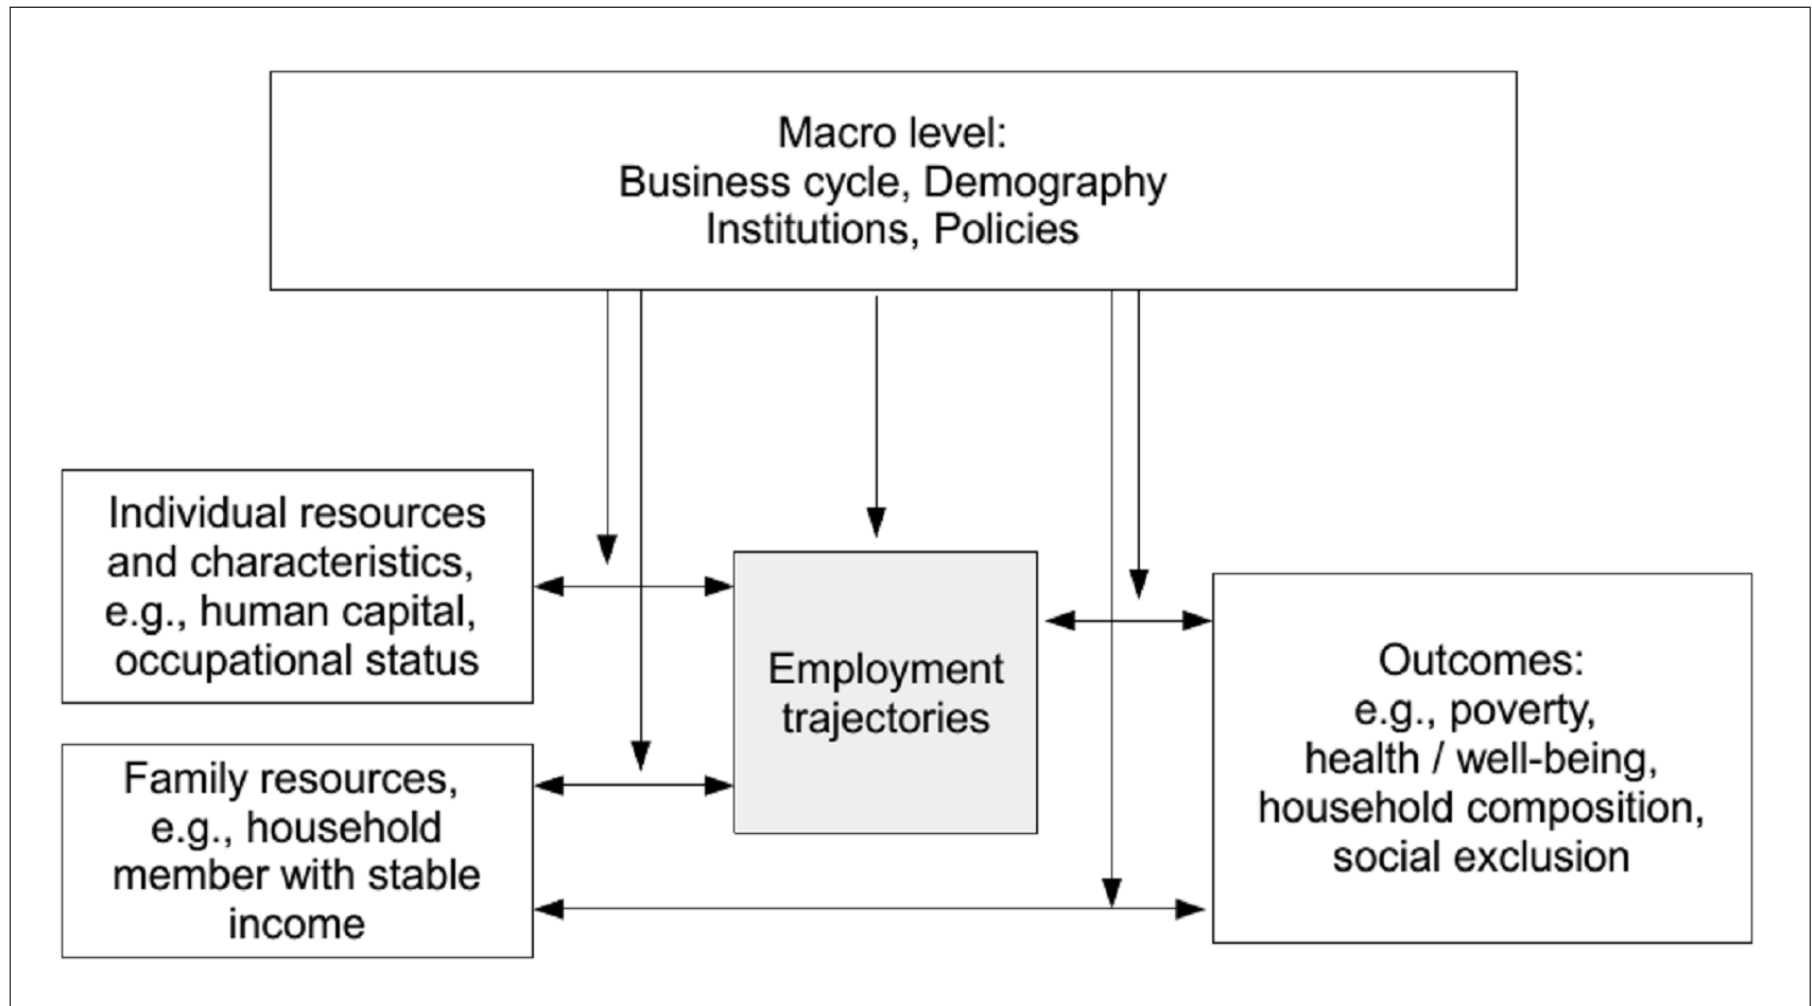 Macro level:
Business cycle, Demography
Institutions, Policies
Individual resources
and characteristics,
e.g., human capital,
occupational status
Family resources,
e.g., household
member with stable
income
Employment
trajectories
Outcomes:
e.g., poverty,
health / well-being,
household composition,
social exclusion